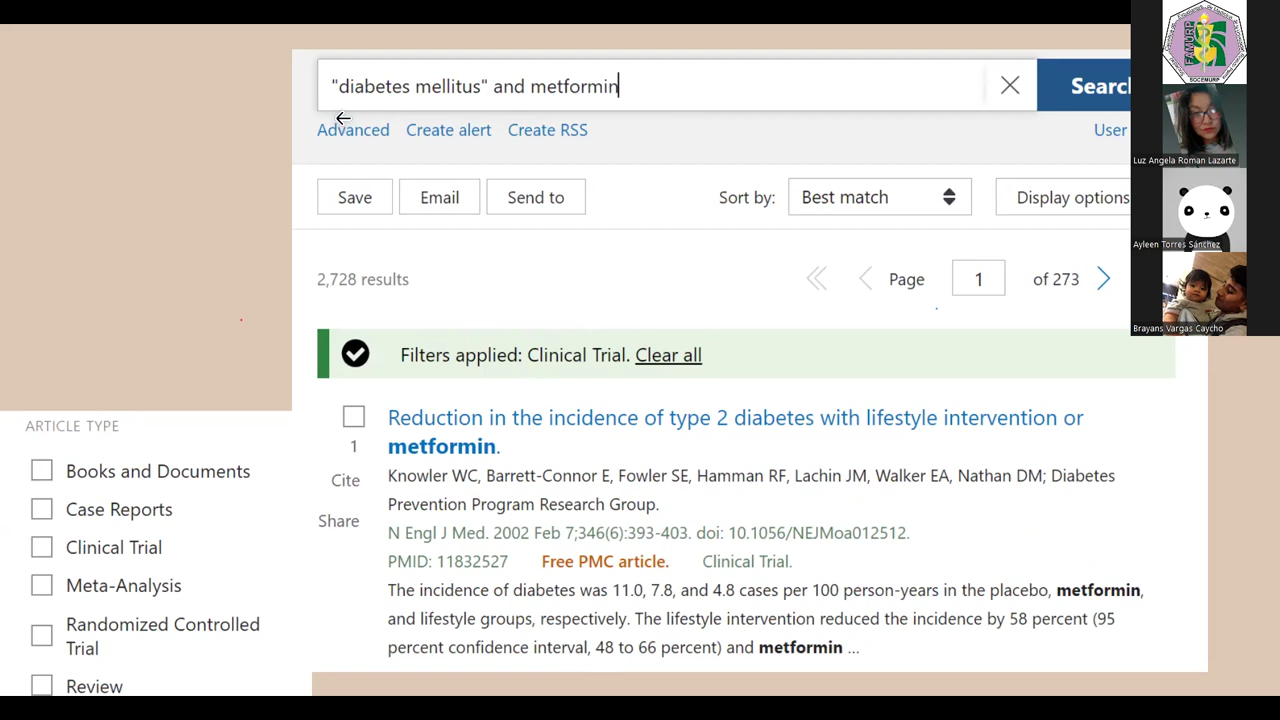 "diabetes mellitus" and metformin
Search
Advanced
Create alert
Create RSS
User
Save
Email
Send to
Sort by:
Best match
Display options
2,728 results
Page
1
of 273
Filters applied: Clinical Trial. Clear all
Reduction in the incidence of type 2 diabetes with lifestyle intervention or
metformin.
1
Cite
Share
Knowler WC, Barrett-Connor E, Fowler SE, Hamman RF, Lachin JM, Walker EA, Nathan DM; Diabetes
Prevention Program Research Group.
N Engl J Med. 2002 Feb 7;346(6):393-403. doi: 10.1056/NEJMoa012512.
PMID: 11832527
Free PMC article.
Clinical Trial.
The incidence of diabetes was 11.0, 7.8, and 4.8 cases per 100 person-years in the placebo, metformin,
and lifestyle groups, respectively. The lifestyle intervention reduced the incidence by 58 percent (95
percent confidence interval, 48 to 66 percent) and metformin ...
ARTICLE TYPE
Books and Documents
Case Reports
Clinical Trial
Meta-Analysis
Randomized Controlled
Trial
Review
FAMURP
SOCEMURP
Luz Angela Roman Lazarte
Ayleen Torres Sánchez
Brayans Vargas Caycho